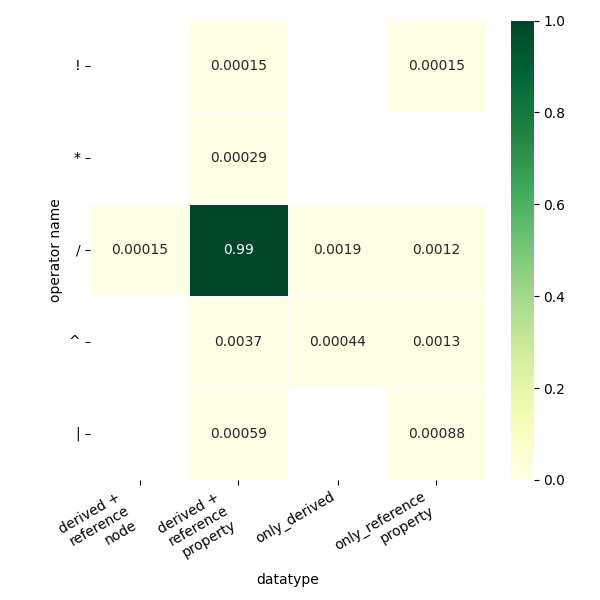 operator name
!
0.00015
0.00015
*
0.00029
/
0.00015
0.99
0.0019
0.0012
^
0.0037
0.00044
0.0013
|
0.00059
0.00088
derived +
reference
node
derived +
reference
property
only_derived
only_reference
property
datatype
1.0
0.8
0.6
0.4
0.2
0.0